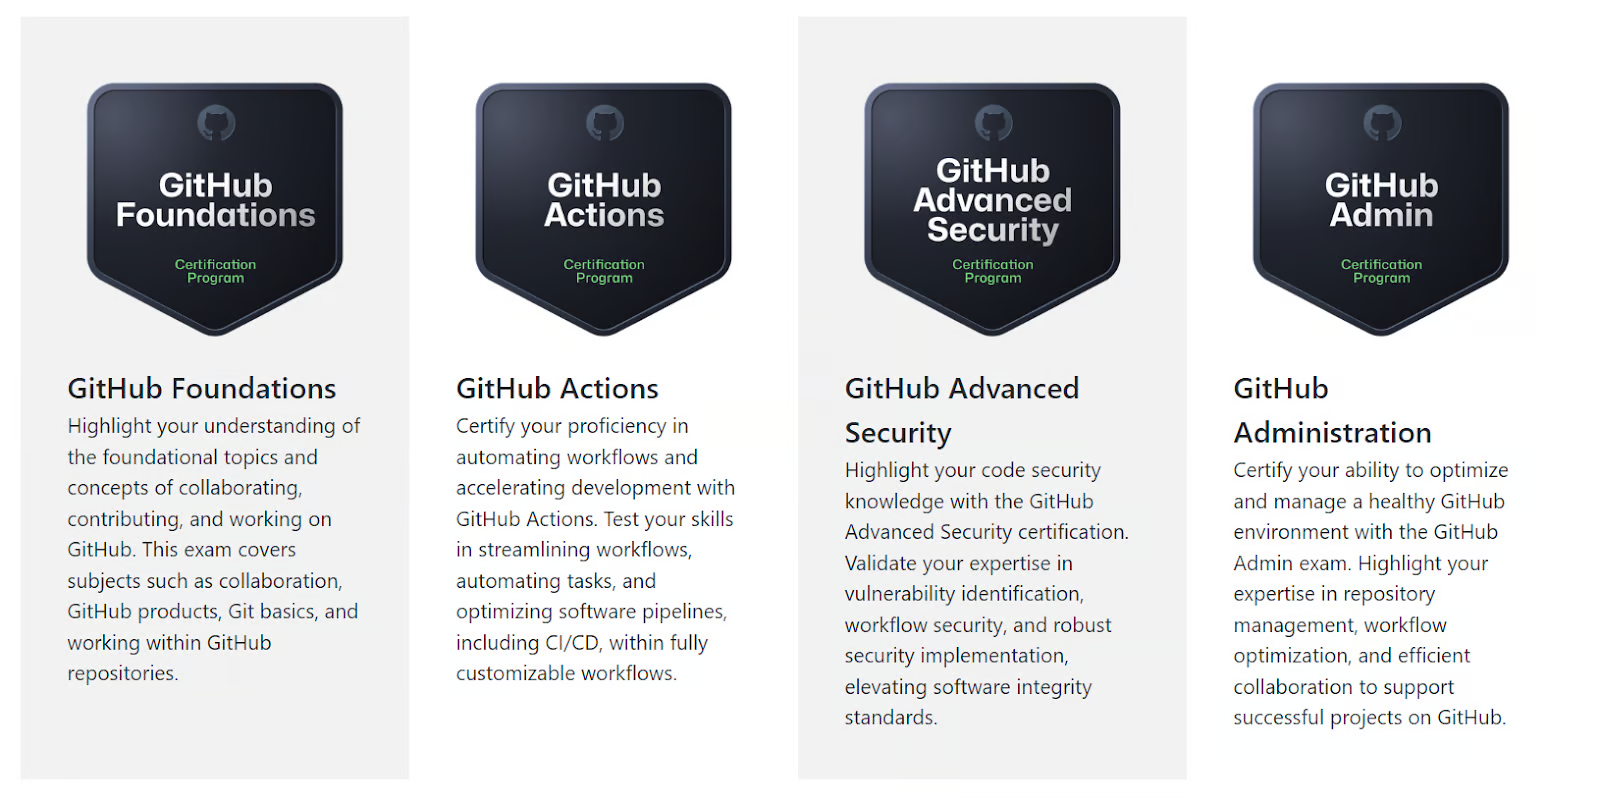 GitHub
Foundations
Certification
Program
GitHub Foundations
Highlight your understanding of
the foundational topics and
concepts of collaborating,
contributing, and working on
GitHub. This exam covers
subjects such as collaboration,
GitHub products, Git basics, and
working within GitHub
repositories.
GitHub
Actions
Certification
Program
GitHub Actions
Certify your proficiency in
automating workflows and
accelerating development with
GitHub Actions. Test your skills
in streamlining workflows,
automating tasks, and
optimizing software pipelines,
including CI/CD, within fully
customizable workflows.
GitHub
Advanced
Security
Certification
Program
GitHub Advanced
Security
Highlight your code security
knowledge with the GitHub
Advanced Security certification.
Validate your expertise in
vulnerability identification,
workflow security, and robust
security implementation,
elevating software integrity
standards.
GitHub
Admin
Certification
Program
GitHub
Administration
Certify your ability to optimize
and manage a healthy GitHub
environment with the GitHub
Admin exam. Highlight your
expertise in repository
management, workflow
optimization, and efficient
collaboration to support
successful projects on GitHub.